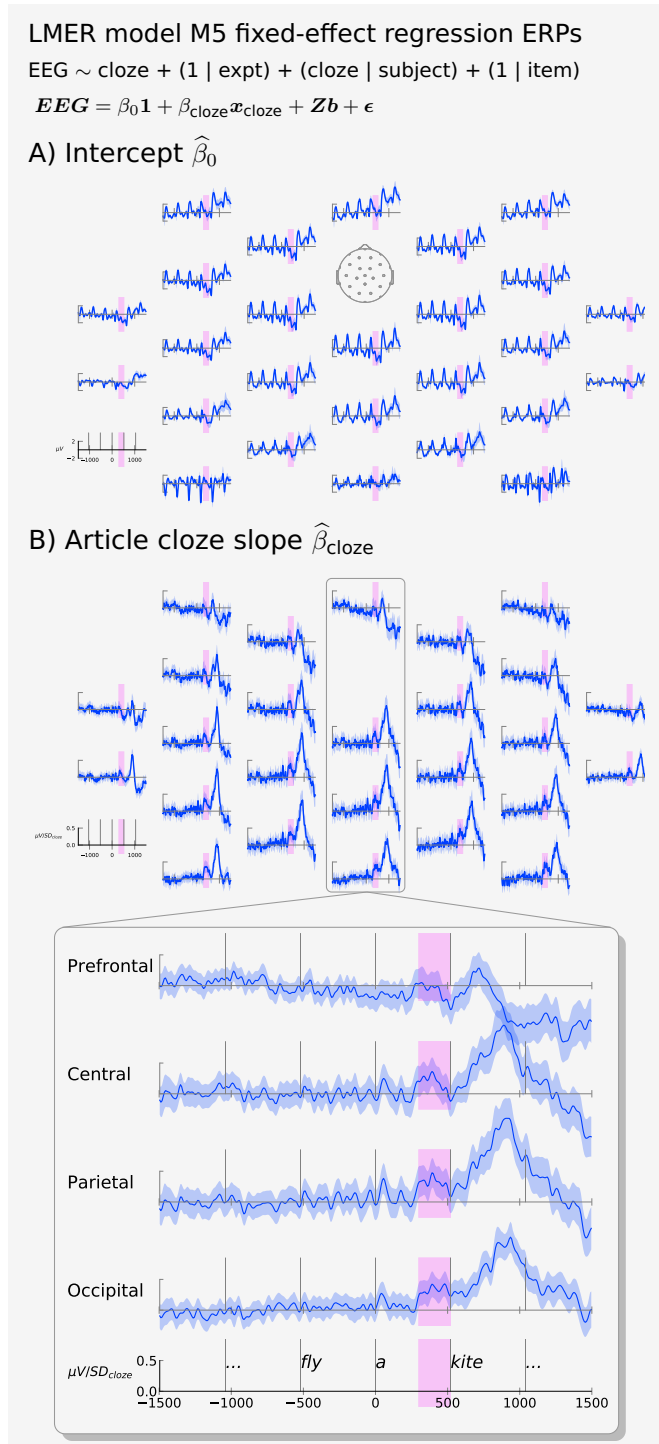 LMER model M5 fixed-effect regression ERPs
EEG ∼ cloze + (1 | expt) + (cloze | subject) + (1 | item)
EEG = β0 1 + βcloze xcloze + Zb + ϵ
A) Intercept β̂0
μV
2
−2
−1000 0 1000
B) Article cloze slope β̂cloze
μV/SDcloze
0.5
0.0
−1000 0 1000
Prefrontal
Central
Parietal
Occipital
... fly a kite ...
μV/SDcloze
0.5
0.0
−1500 −1000 −500 0 500 1000 1500